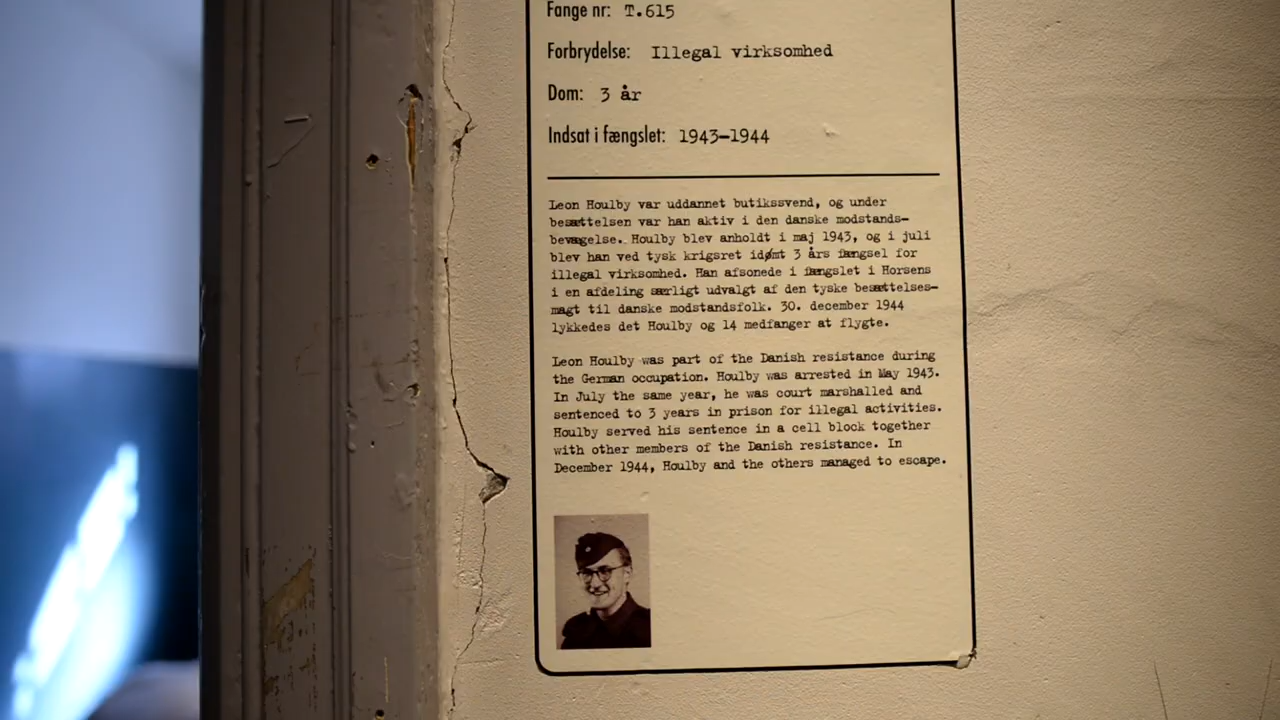 Fange nr: T.615
Forbrydelse: Illegal virksomhed
Dom: 3 år
Indsat i fængslet: 1943–1944
Leon Houlby var uddannet butikssvend, og under
besættelsen var han aktiv i den danske modstands-
bevægelse. Houlby blev anholdt i maj 1943, og i juli
blev han ved tysk krigsret idømt 3 års fængsel for
illegal virksomhed. Han afsonede i fængslet i Horsens
i en afdeling særligt udvalgt af den tyske besættelses-
magt til danske modstandsfolk. 30. december 1944
lykkedes det Houlby og 14 medfanger at flygte.
Leon Houlby was part of the Danish resistance during
the German occupation. Houlby was arrested in May 1943.
In July the same year, he was court marshalled and
sentenced to 3 years in prison for illegal activities.
Houlby served his sentence in a cell block together
with other members of the Danish resistance. In
December 1944, Houlby and the others managed to escape.